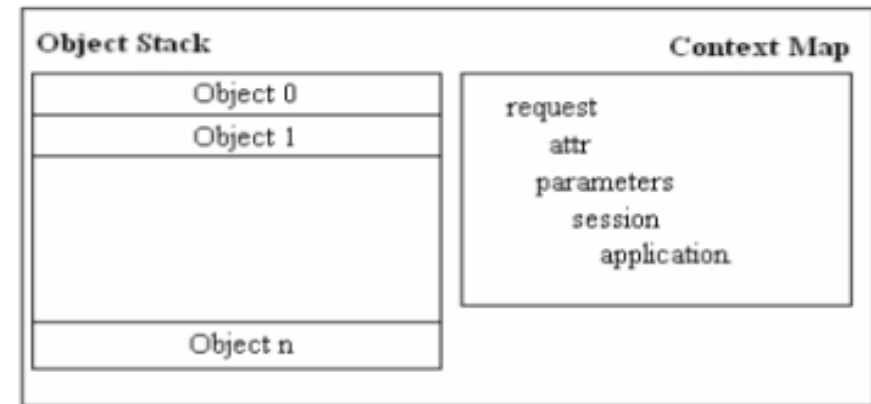 Object Stack
Object 0
Object 1
Object n
Context Map
request
attr
parameters
session
application